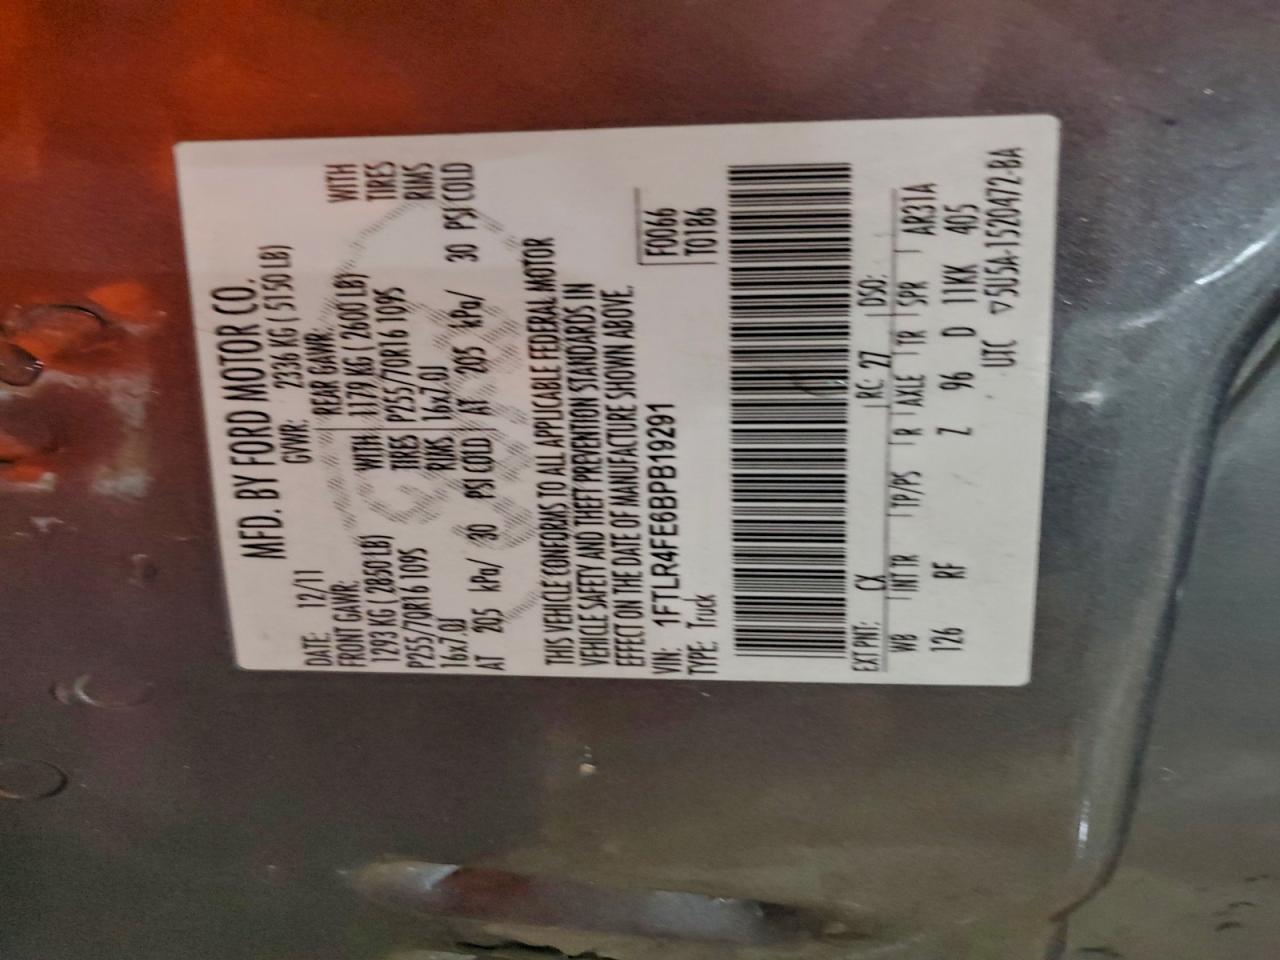 MFD. BY FORD MOTOR CO.
DATE: 12/11 GVWR: 2336 KG ( 5150 LB)
FRONT GAWR: REAR GAWR: WITH
1293 KG ( 2850 LB) WITH 1179 KG ( 2600 LB) TIRES
P255/70R16 109S TIRES P255/70R16 109S RIMS
16x7.0J RIMS 16x7.0J
AT 205 kPa/ 30 PSI COLD AT 205 kPa/ 30 PSI COLD
THIS VEHICLE CONFORMS TO ALL APPLICABLE FEDERAL MOTOR
VEHICLE SAFETY AND THEFT PREVENTION STANDARDS IN
EFFECT ON THE DATE OF MANUFACTURE SHOWN ABOVE.
VIN: 1FTLR4FE6BPB19291 F0066
TYPE: Truck T0186
EXT PNT: CX RC: 27 DSO:
WB INT TR TP/PS R AXLE TR SPR AR31A
126 RF Z 96 D 11KK 405
UTC ▽5U5A-1520472-BA